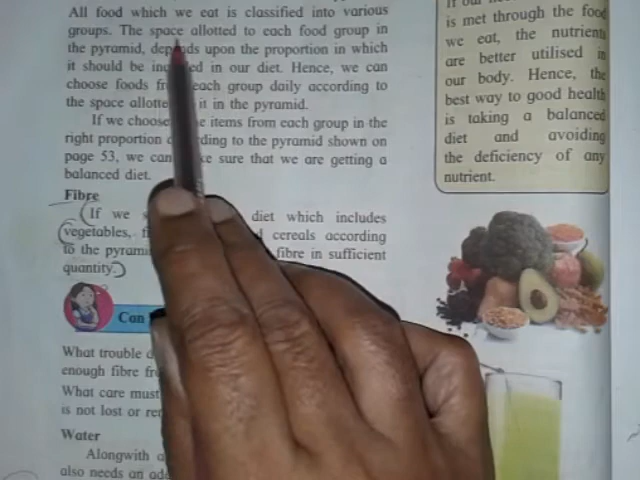 All food which we eat is classified into various
groups. The space allotted to each food group in
the pyramid, depends upon the proportion in which
it should be in our diet. Hence, we can
choose foods each group daily according to
the space it in the pyramid.
If we choose items from each group in the
right proportion to the pyramid shown on
page 53, we can sure that we are getting a
balanced diet.
Fibre
If we diet which includes
vegetables, cereals according
to the fibre in sufficient
quantity.
Can
What trouble
enough fibre
What care must
is not lost or
Water
Alongwith
also needs an
is met through the food
we eat, the nutrients
are better utilised in
our body. Hence, the
best way to good health
is taking a balanced
diet and avoiding
the deficiency of any
nutrient.